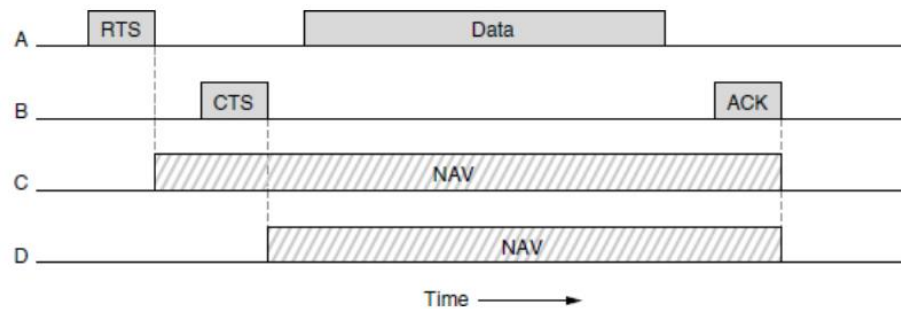 A RTS Data
B CTS ACK
C NAV
D NAV
Time